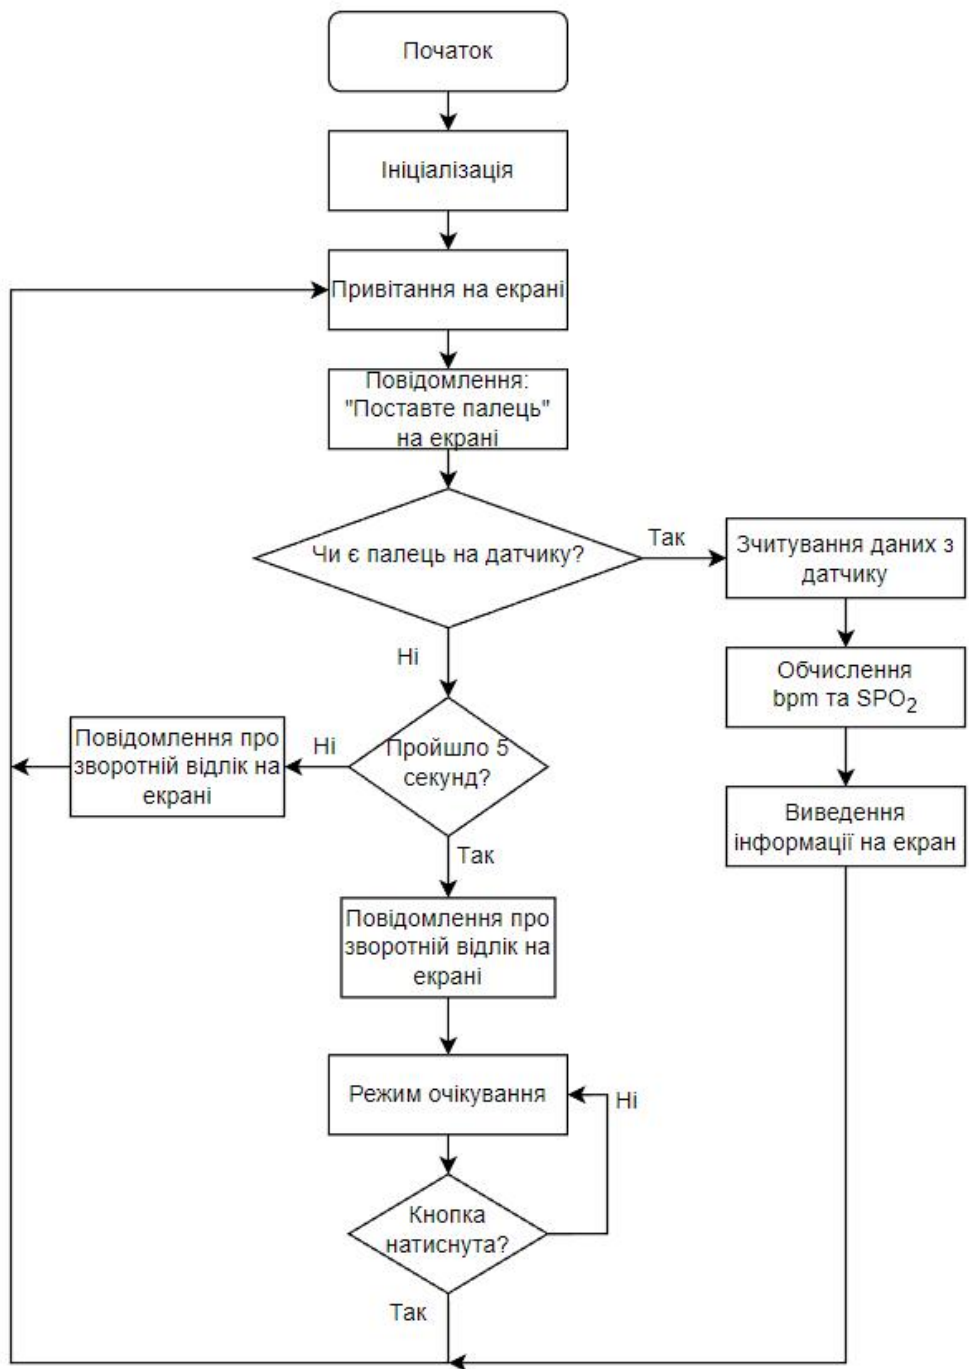 Початок
Ініціалізація
Привітання на екрані
Повідомлення:
"Поставте палець"
на екрані
Чи є палець на датчику?
Так
Зчитування даних з
датчику
Ні
Обчислення
bpm та SPO₂
Пройшло 5
секунд?
Ні
Повідомлення про
зворотній відлік на
екрані
Виведення
інформації на екран
Так
Повідомлення про
зворотній відлік на
екрані
Режим очікування
Ні
Кнопка
натиснута?
Так